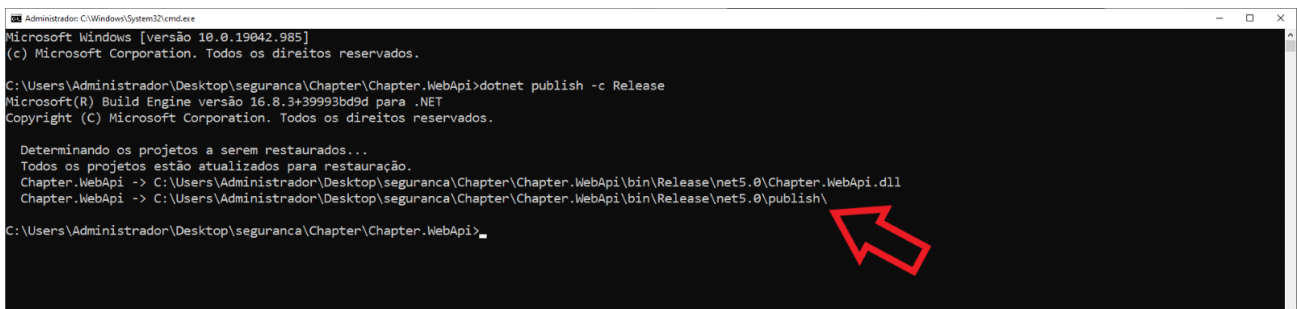 Administrador: C:\Windows\System32\cmd.exe
Microsoft Windows [versão 10.0.19042.985]
(c) Microsoft Corporation. Todos os direitos reservados.
C:\Users\Administrador\Desktop\seguranca\Chapter\Chapter.WebApi>dotnet publish -c Release
Microsoft(R) Build Engine versão 16.8.3+39993bd9d para .NET
Copyright (C) Microsoft Corporation. Todos os direitos reservados.
Determinando os projetos a serem restaurados...
Todos os projetos estão atualizados para restauração.
Chapter.WebApi -> C:\Users\Administrador\Desktop\seguranca\Chapter\Chapter.WebApi\bin\Release\net5.0\Chapter.WebApi.dll
Chapter.WebApi -> C:\Users\Administrador\Desktop\seguranca\Chapter\Chapter.WebApi\bin\Release\net5.0\publish\
C:\Users\Administrador\Desktop\seguranca\Chapter\Chapter.WebApi>